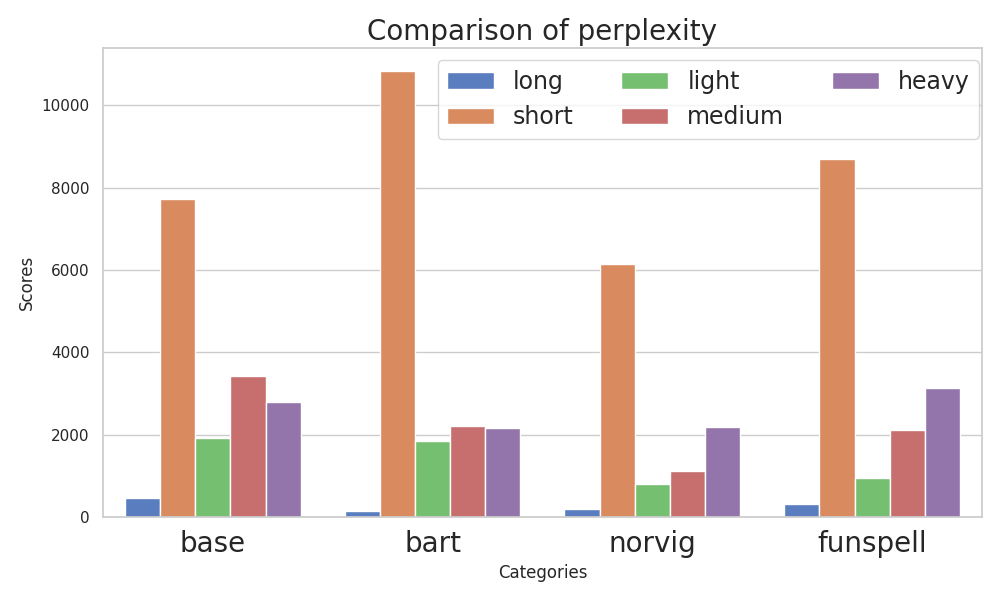 Comparison of perplexity
long light heavy
short medium
10000
8000
6000
4000
2000
0
Scores
base bart norvig funspell
Categories